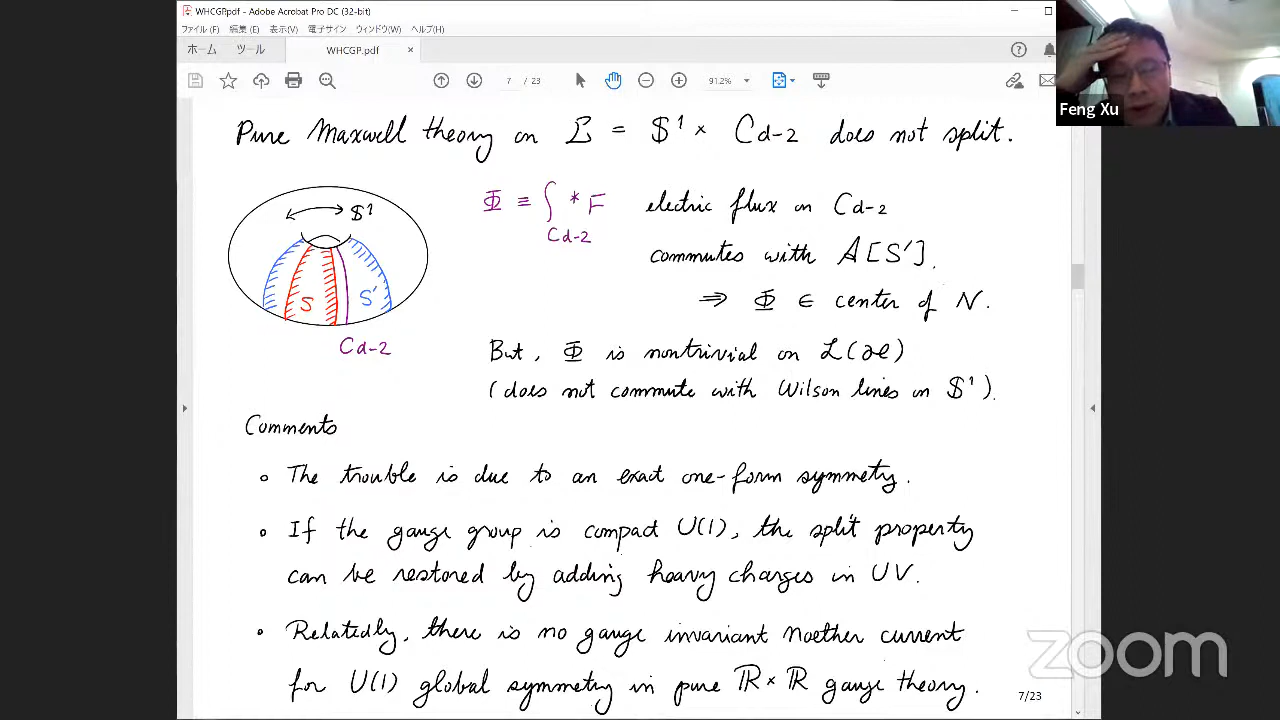 WHCGP.pdf - Adobe Acrobat Pro DC (32-bit)
ファイル(F) 編集(E) 表示(V) 電子サイン ウィンドウ(W) ヘルプ(H)
ホーム ツール WHCGP.pdf ×
7 / 23 91.2%
Feng Xu
Pure Maxwell theory on Σ = S¹ × Cd-2 does not split.
S¹
Φ ≡ ∫Cd-2 *F electric flux on Cd-2
commutes with A[S'].
⇒ Φ ∈ center of N.
S S'
Cd-2
But, Φ is nontrivial on L(∂e)
(does not commute with Wilson lines on S¹).
Comments
◦ The trouble is due to an exact one-form symmetry.
◦ If the gauge group is compact U(1), the split property
can be restored by adding heavy charges in UV.
◦ Relatedly, there is no gauge invariant Noether current
for U(1) global symmetry in pure ℝ×ℝ gauge theory.
7/23
zoom